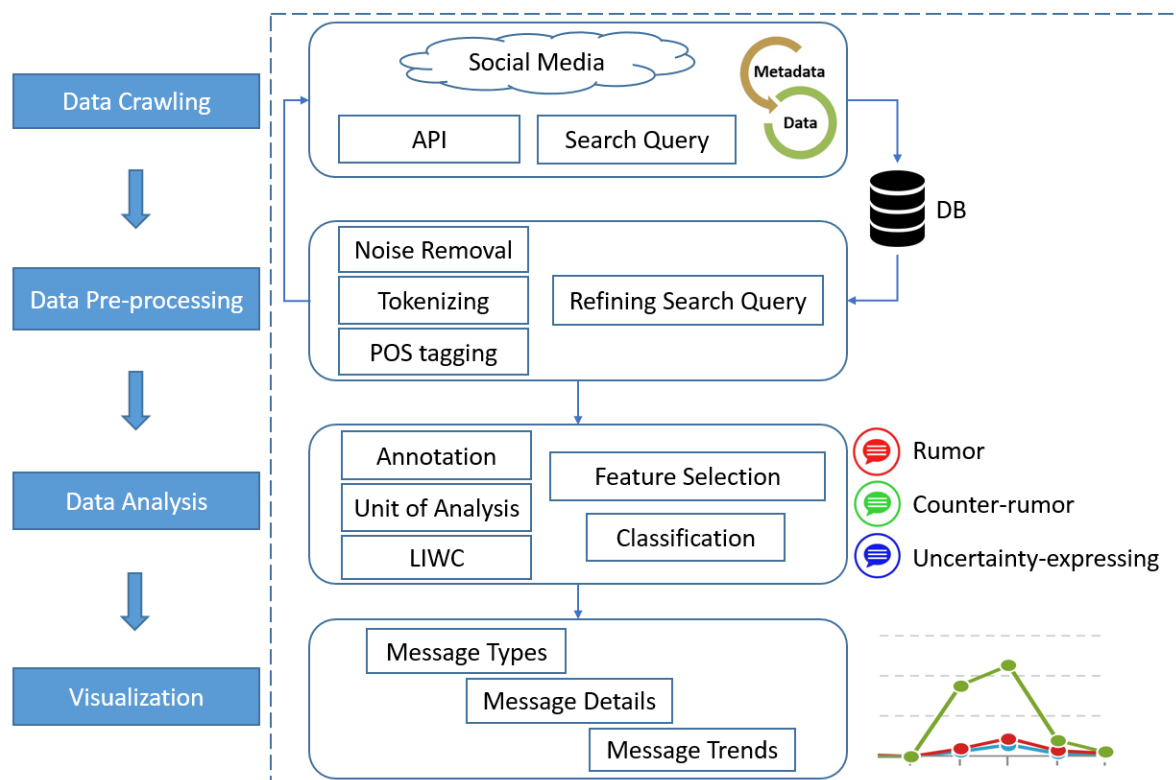 Data Crawling
Social Media
Metadata
Data
API
Search Query
DB
Data Pre-processing
Noise Removal
Tokenizing
POS tagging
Refining Search Query
Data Analysis
Annotation
Unit of Analysis
LIWC
Feature Selection
Classification
Rumor
Counter-rumor
Uncertainty-expressing
Visualization
Message Types
Message Details
Message Trends